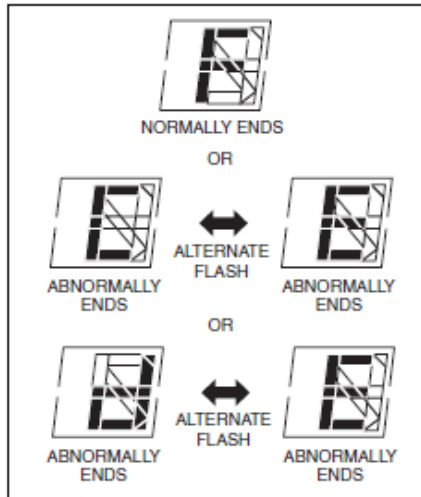 NORMALLY ENDS
OR
ALTERNATE
FLASH
ABNORMALLY
ENDS
ABNORMALLY
ENDS
OR
ALTERNATE
FLASH
ABNORMALLY
ENDS
ABNORMALLY
ENDS